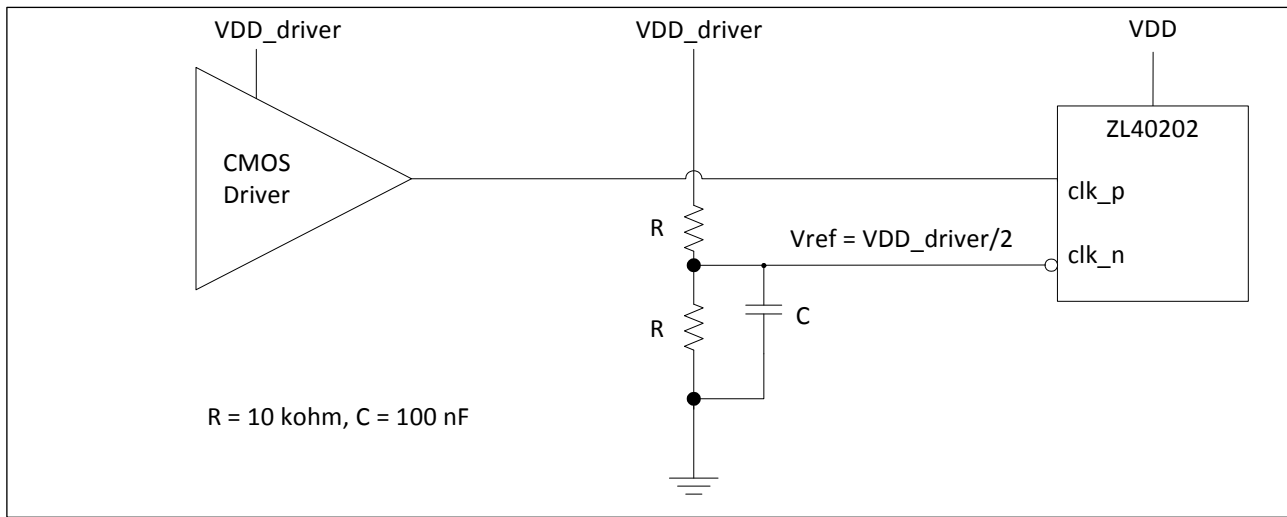 VDD_driver
VDD_driver
VDD
ZL40202
CMOS
Driver
clk_p
R
Vref = VDD_driver/2
clk_n
R
C
R = 10 kohm, C = 100 nF